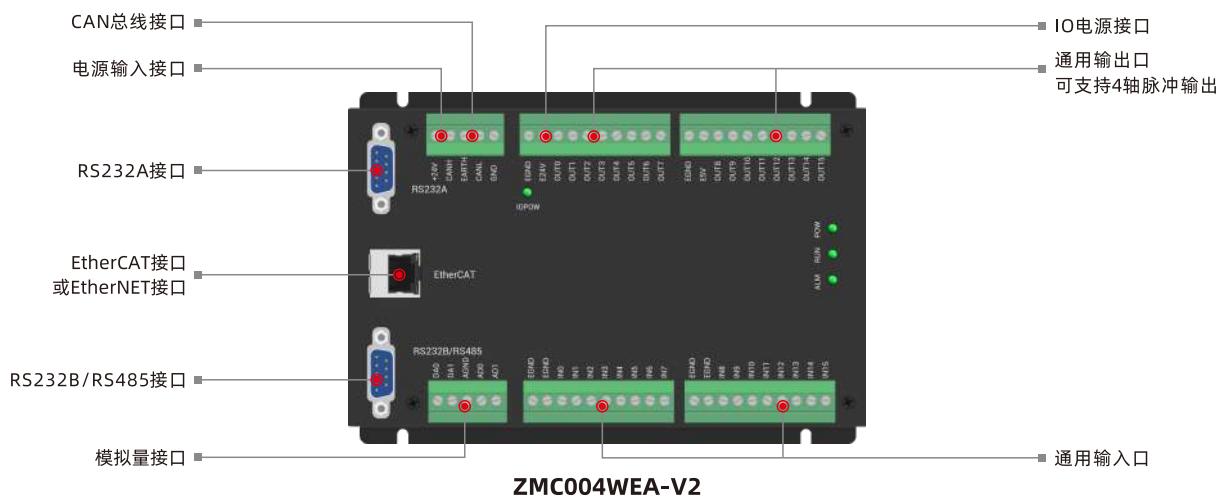 CAN总线接口
电源输入接口
RS232A接口
EtherCAT接口
或EtherNET接口
RS232B/RS485接口
模拟量接口
IO电源接口
通用输出口
可支持4轴脉冲输出
通用输入口
+24V
CANH
EARTH
CANL
GND
RS232A
EGND
E24V
OUT0
OUT1
OUT2
OUT3
OUT4
OUT5
OUT6
OUT7
IOPOW
EGND
E5V
OUT8
OUT9
OUT10
OUT11
OUT12
OUT13
OUT14
OUT15
POW
RUN
ALM
EtherCAT
RS232B/RS485
DA0
DA1
AGND
AD0
AD1
EGND
EGND
IN0
IN1
IN2
IN3
IN4
IN5
IN6
IN7
EGND
EGND
IN8
IN9
IN10
IN11
IN12
IN13
IN14
IN15
ZMC004WEA-V2